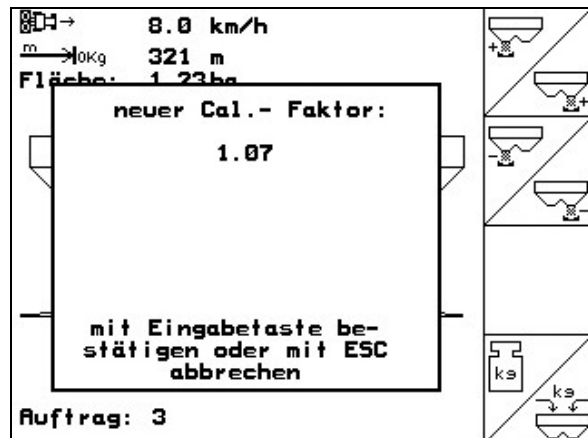 8.0 km/h
m 0Kg 321 m
Fläche: 1.23ha
neuer Cal.- Faktor:
1.07
mit Eingabetaste be-
stätigen oder mit ESC
abbrechen
Auftrag: 3
+
+
-
-
kg
kg